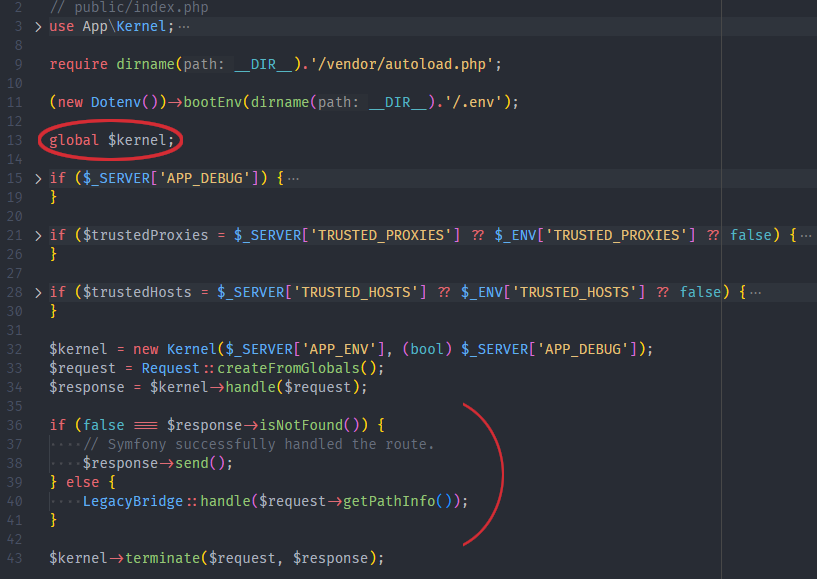 2 // public/index.php
3 > use App\Kernel; ···
8
9 require dirname(path: __DIR__).'/vendor/autoload.php';
10
11 (new Dotenv())->bootEnv(dirname(path: __DIR__).'/.env');
12
13 global $kernel;
14
15 > if ($_SERVER['APP_DEBUG']) { ···
19 }
20
21 > if ($trustedProxies = $_SERVER['TRUSTED_PROXIES'] ?? $_ENV['TRUSTED_PROXIES'] ?? false) { ···
26 }
27
28 > if ($trustedHosts = $_SERVER['TRUSTED_HOSTS'] ?? $_ENV['TRUSTED_HOSTS'] ?? false) { ···
30 }
31
32 $kernel = new Kernel($_SERVER['APP_ENV'], (bool) $_SERVER['APP_DEBUG']);
33 $request = Request::createFromGlobals();
34 $response = $kernel->handle($request);
35
36 if (false === $response->isNotFound()) {
37 ····// Symfony successfully handled the route.
38 ····$response->send();
39 } else {
40 ····LegacyBridge::handle($request->getPathInfo());
41 }
42
43 $kernel->terminate($request, $response);